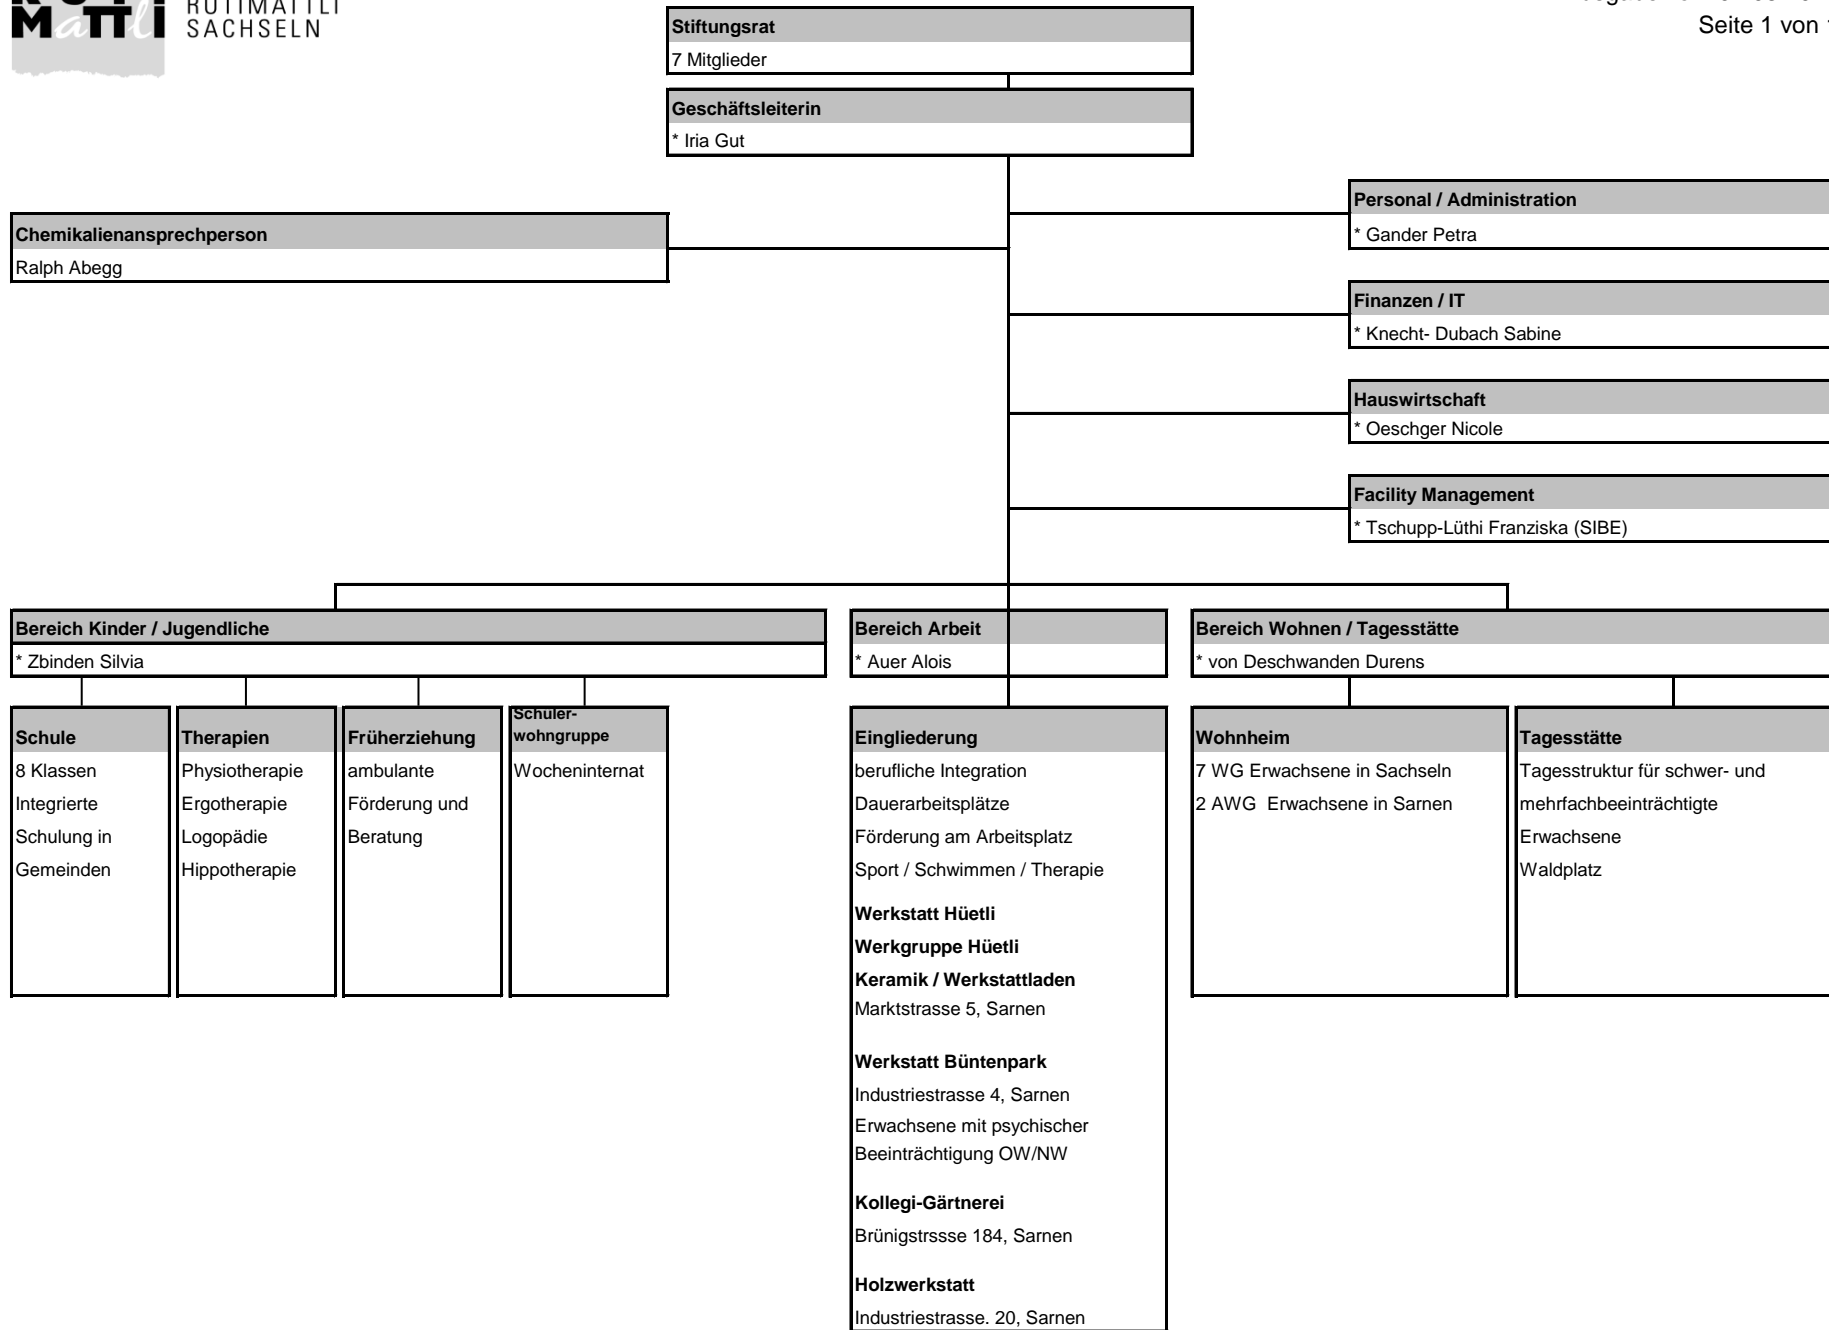 MaTTli
SACHSELN
Seite 1 von
Stiftungsrat
7 Mitglieder
Geschäftsleiterin
* Iria Gut
Chemikalienansprechperson
Ralph Abegg
Personal / Administration
* Gander Petra
Finanzen / IT
* Knecht- Dubach Sabine
Hauswirtschaft
* Oeschger Nicole
Facility Management
* Tschupp-Lüthi Franziska (SIBE)
Bereich Kinder / Jugendliche
* Zbinden Silvia
Schule
8 Klassen
Integrierte
Schulung in
Gemeinden
Therapien
Physiotherapie
Ergotherapie
Logopädie
Hippotherapie
Früherziehung
ambulante
Förderung und
Beratung
Schüler-
wohngruppe
Wocheninternat
Bereich Arbeit
* Auer Alois
Eingliederung
berufliche Integration
Dauerarbeitsplätze
Förderung am Arbeitsplatz
Sport / Schwimmen / Therapie
Werkstatt Hüetli
Werkgruppe Hüetli
Keramik / Werkstattladen
Marktstrasse 5, Sarnen
Werkstatt Büntenpark
Industriestrasse 4, Sarnen
Erwachsene mit psychischer
Beeinträchtigung OW/NW
Kollegi-Gärtnerei
Brünigstrssse 184, Sarnen
Holzwerkstatt
Industriestrasse. 20, Sarnen
Bereich Wohnen / Tagesstätte
* von Deschwanden Durens
Wohnheim
7 WG Erwachsene in Sachseln
2 AWG  Erwachsene in Sarnen
Tagesstätte
Tagesstruktur für schwer- und
mehrfachbeeinträchtigte
Erwachsene
Waldplatz